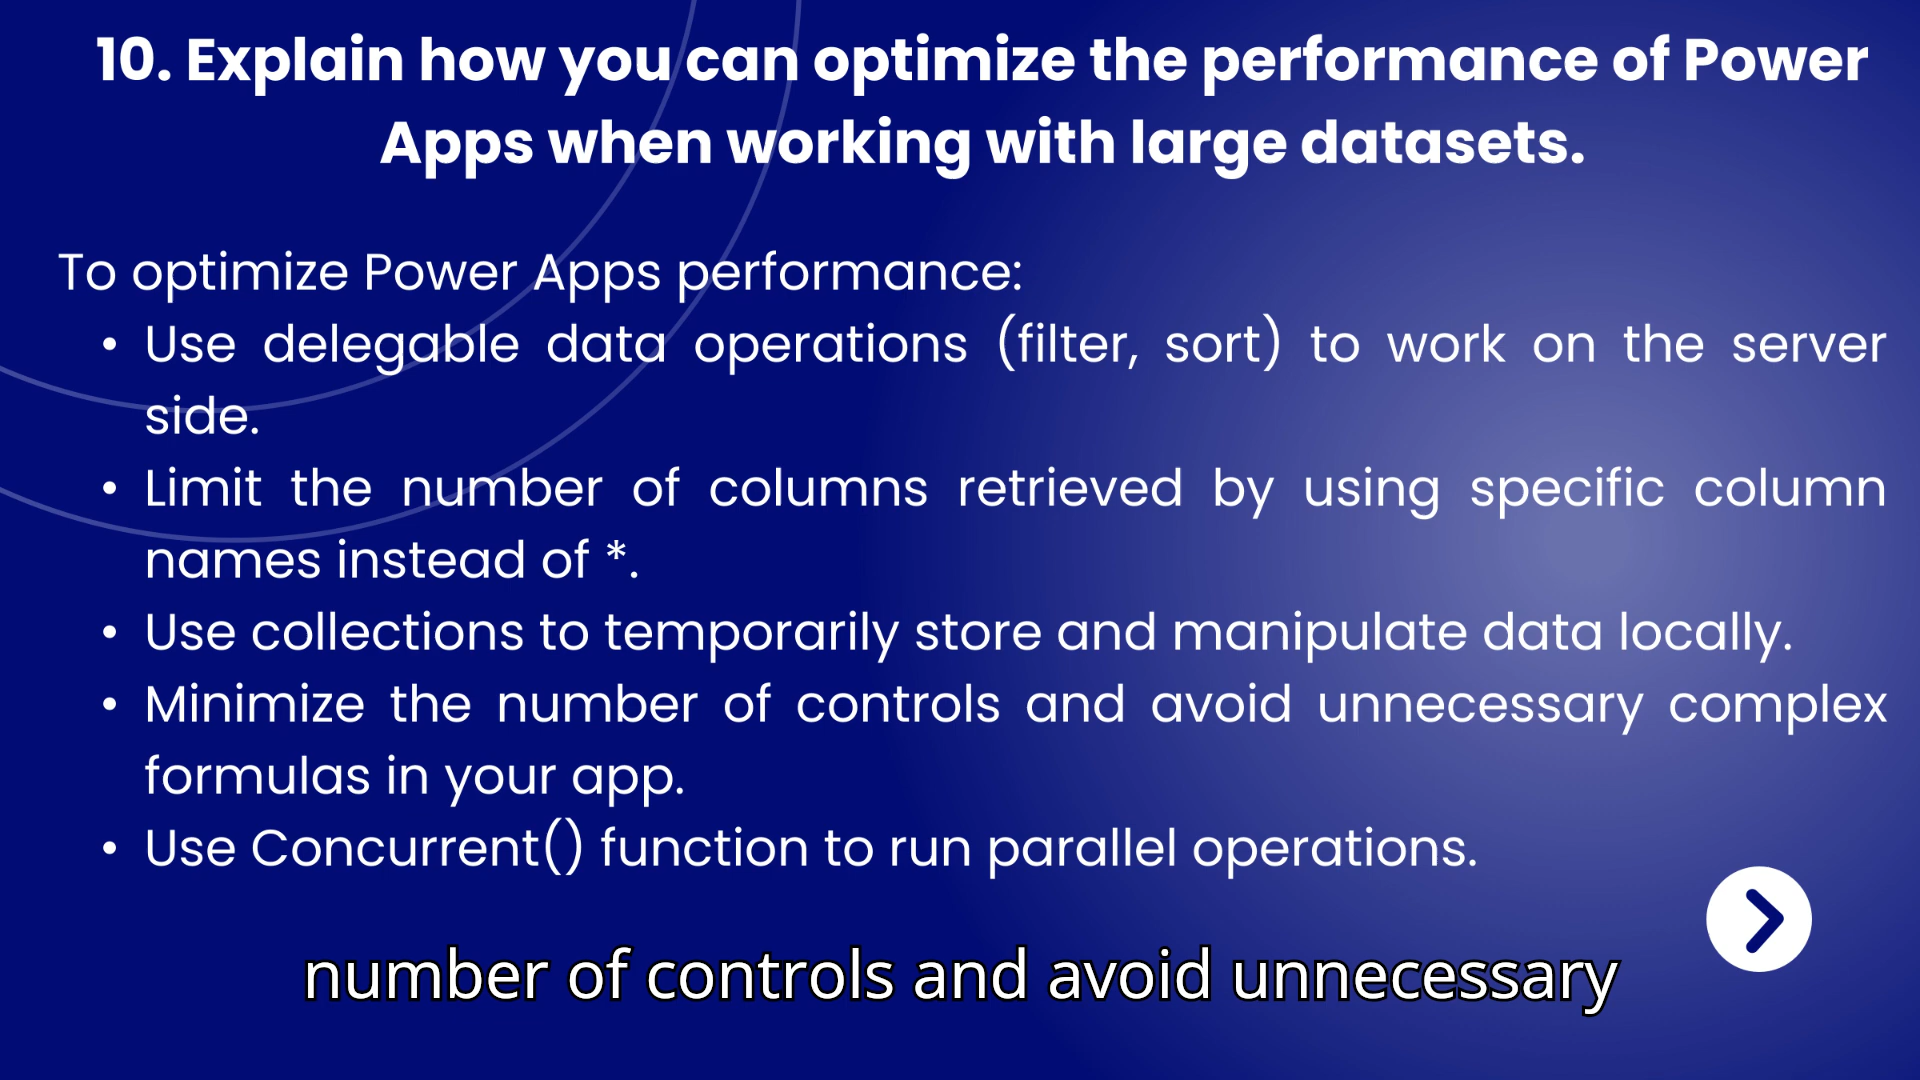 10. Explain how you can optimize the performance of Power
Apps when working with large datasets.
To optimize Power Apps performance:
• Use delegable data operations (filter, sort) to work on the server
side.
• Limit the number of columns retrieved by using specific column
names instead of *.
• Use collections to temporarily store and manipulate data locally.
• Minimize the number of controls and avoid unnecessary complex
formulas in your app.
• Use Concurrent() function to run parallel operations.
number of controls and avoid unnecessary